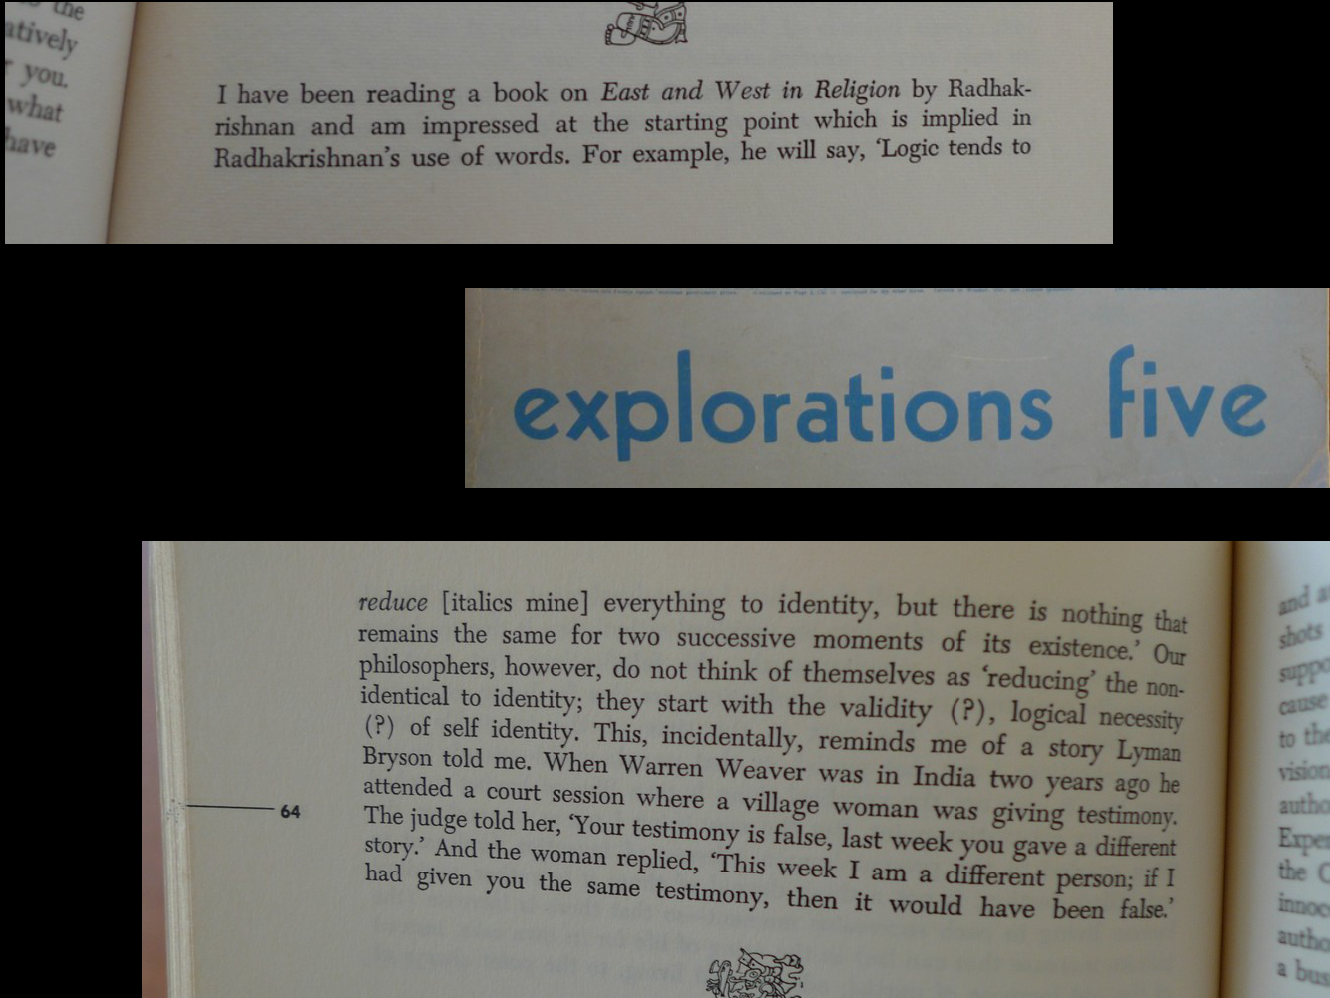 the
atively
you.
what
have
I have been reading a book on East and West in Religion by Radhak-
rishnan and am impressed at the starting point which is implied in
Radhakrishnan's use of words. For example, he will say, 'Logic tends to
explorations five
reduce [italics mine] everything to identity, but there is nothing that
remains the same for two successive moments of its existence.' Our
philosophers, however, do not think of themselves as 'reducing' the non-
identical to identity; they start with the validity (?), logical necessity
(?) of self identity. This, incidentally, reminds me of a story Lyman
Bryson told me. When Warren Weaver was in India two years ago he
attended a court session where a village woman was giving testimony.
The judge told her, 'Your testimony is false, last week you gave a different
story.' And the woman replied, 'This week I am a different person; if I
had given you the same testimony, then it would have been false.'
64
and a
shots
suppo
cause
to the
vision
autho
Exper
the C
innoc
autho
a bus